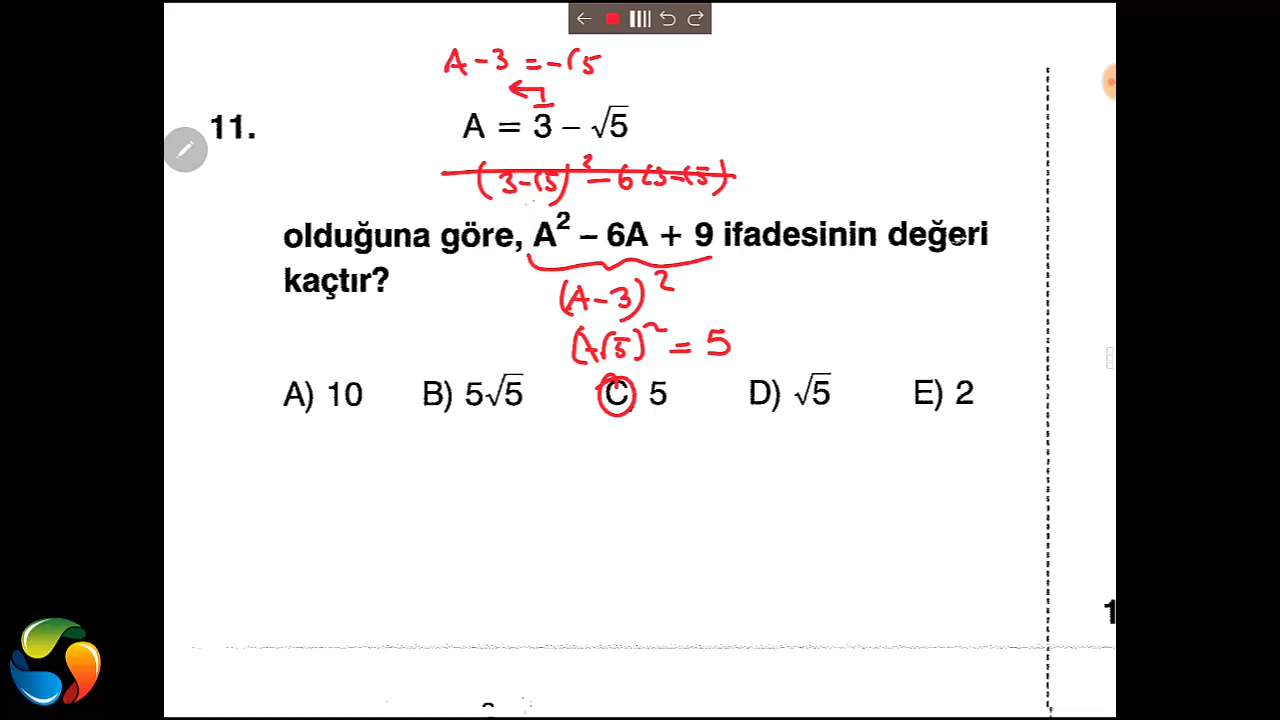 A - 3 = -√5
11. A = 3 - √5
(3-√5)² - 6(3-√5)
olduğuna göre, A² - 6A + 9 ifadesinin değeri
kaçtır?
(A-3)²
(√5)² = 5
A) 10 B) 5√5 C) 5 D) √5 E) 2